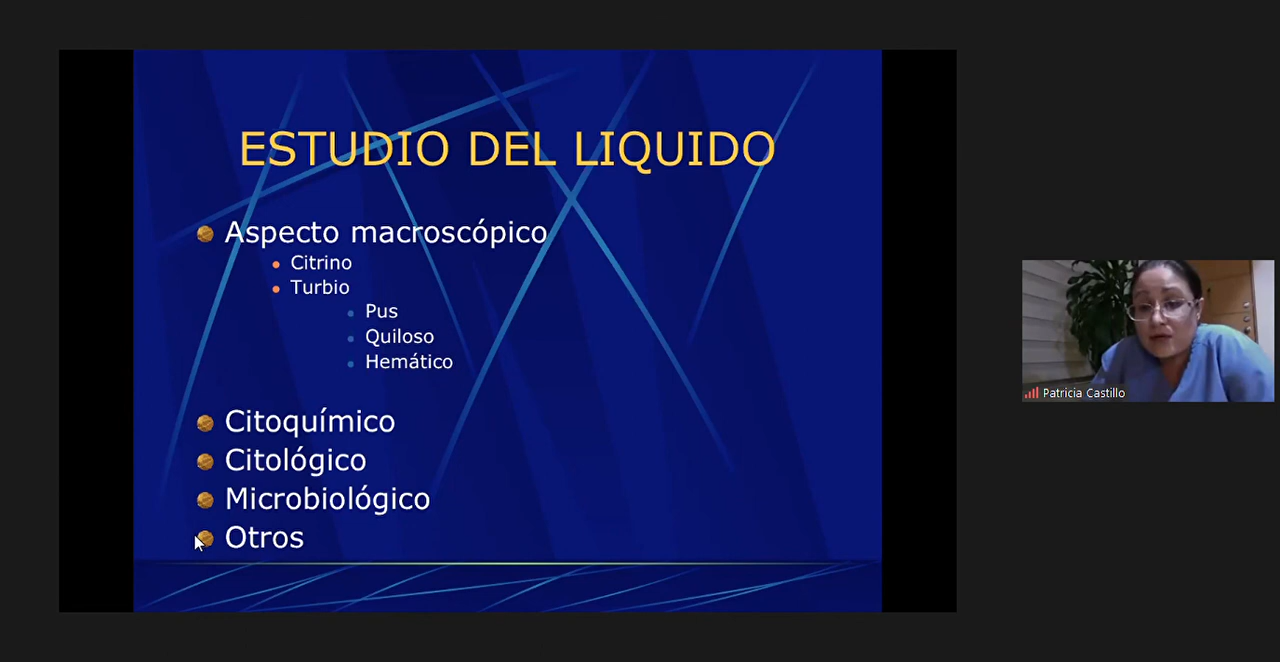 ESTUDIO DEL LIQUIDO
Aspecto macroscópico
Citrino
Turbio
Pus
Quiloso
Hemático
Citoquímico
Citológico
Microbiológico
Otros
Patricia Castillo